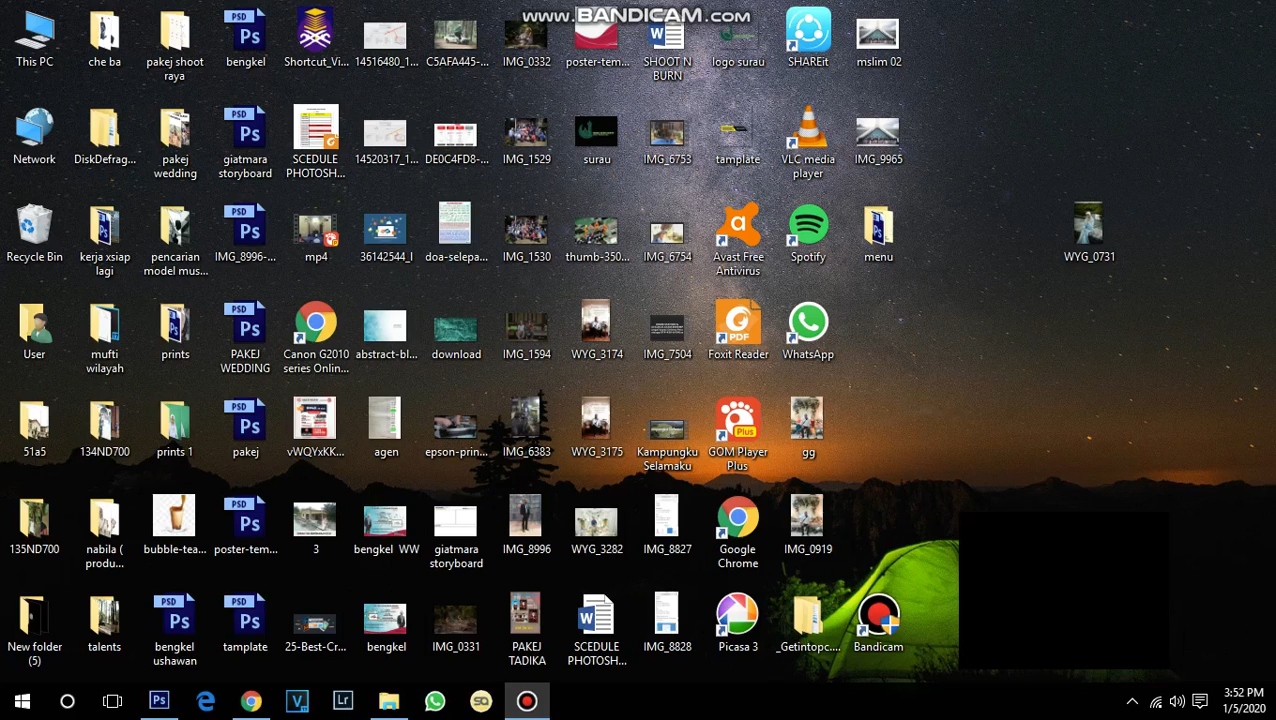 www.BANDICAM.com
This PC
che ba
pakej shoot
raya
bengkel
Shortcut_Vi...
14516480_1...
C5AFA445-...
IMG_0332
poster-tem...
SHOOT N
BURN
logo surau
SHAREit
mslim 02
Network
DiskDefrag...
pakej
wedding
giatmara
storyboard
SCEDULE
PHOTOSH...
14520317_1...
DE0C4FD8-...
IMG_1529
surau
IMG_6753
tamplate
VLC media
player
IMG_9965
Recycle Bin
kerja xsiap
lagi
pencarian
model mus...
IMG_8996-...
mp4
36142544_l
doa-selepa...
IMG_1530
thumb-350...
IMG_6754
Avast Free
Antivirus
Spotify
menu
WYG_0731
User
mufti
wilayah
prints
PAKEJ
WEDDING
Canon G2010
series Onlin...
abstract-bl...
download
IMG_1594
WYG_3174
IMG_7504
Foxit Reader
WhatsApp
51a5
134ND700
prints 1
pakej
vWQYxKK...
agen
epson-prin...
IMG_6383
WYG_3175
Kampungku
Selamaku
GOM Player
Plus
gg
135ND700
nabila (
produ...
bubble-tea...
poster-tem...
3
bengkel WW
giatmara
storyboard
IMG_8996
WYG_3282
IMG_8827
Google
Chrome
IMG_0919
New folder
(5)
talents
bengkel
ushawan
tamplate
25-Best-Cr...
bengkel
IMG_0331
PAKEJ
TADIKA
SCEDULE
PHOTOSH...
IMG_8828
Picasa 3
_Getintopc....
Bandicam
5:52 PM
1/5/2020